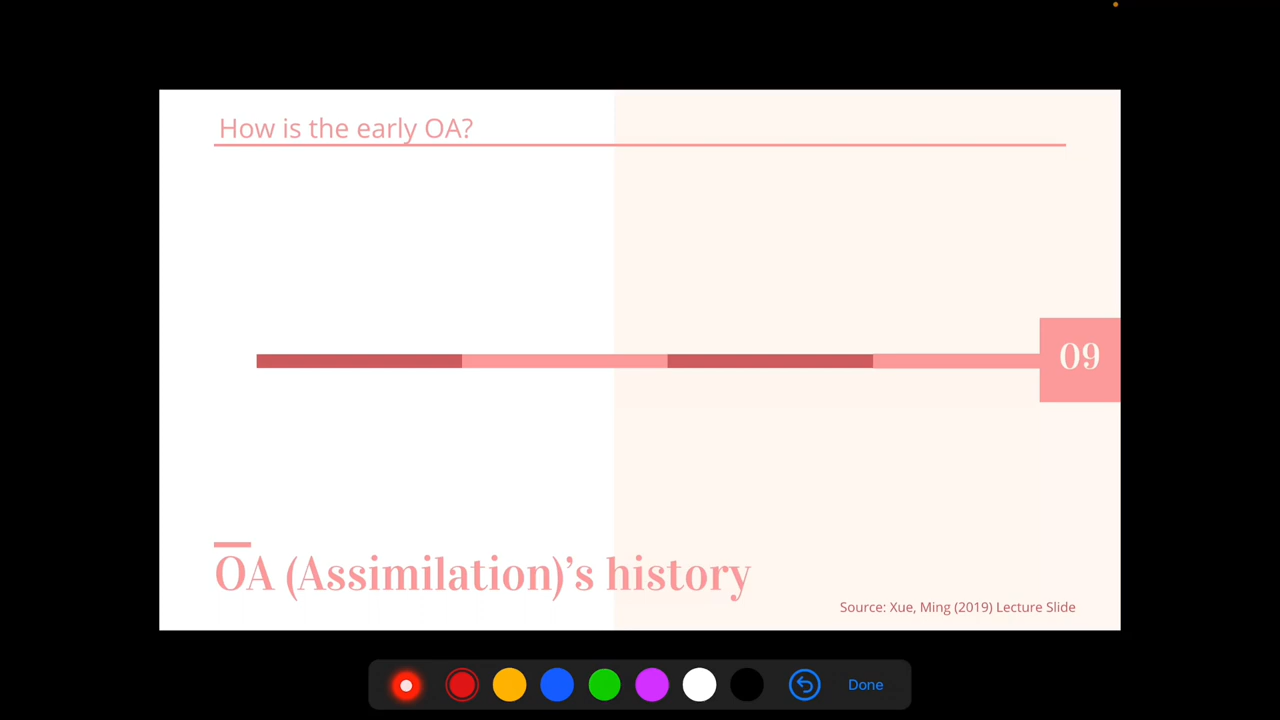 How is the early OA?
09
OA (Assimilation)’s history
Source: Xue, Ming (2019) Lecture Slide
Done